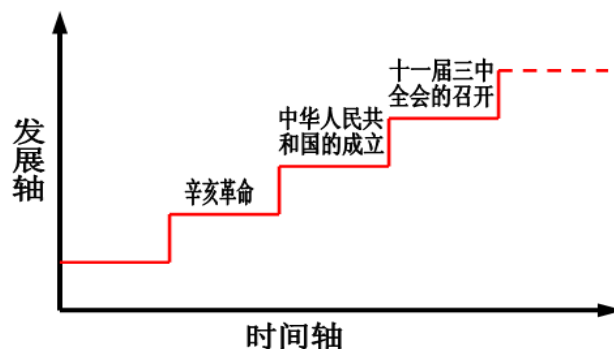 十一届三中
全会的召开
中华人民共
和国的成立
辛亥革命
发展轴
时间轴